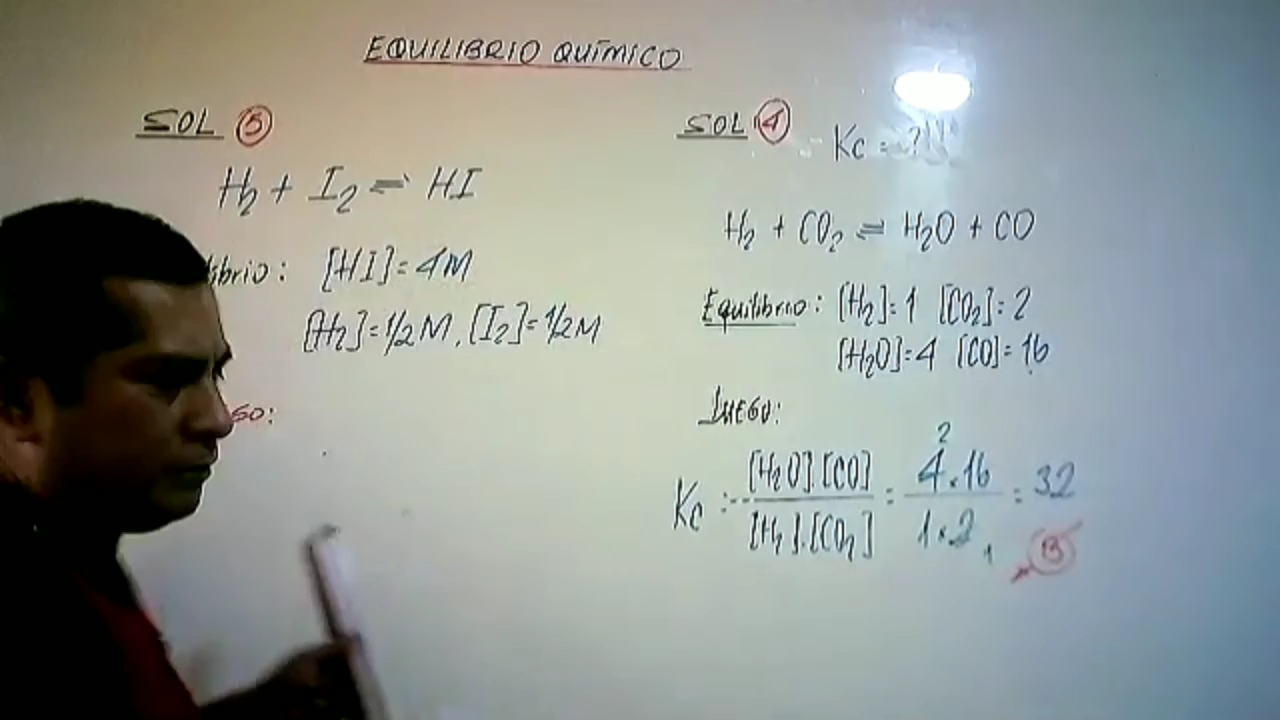 EQUILIBRIO QUÍMICO
SOL 5
H₂ + I₂ ⇌ HI
[HI]=4M
[H₂]=1/2M, [I₂]=1/2M
SOL 4
Kc = ?!!!
H₂ + CO₂ ⇌ H₂O + CO
Equilibrio: [H₂]=1 [CO₂]=2
[H₂O]=4 [CO]=16
LUEGO:
Kc = [H₂O].[CO] / [H₂].[CO₂] = 4×16 / 1×2 = 32
2
1
B